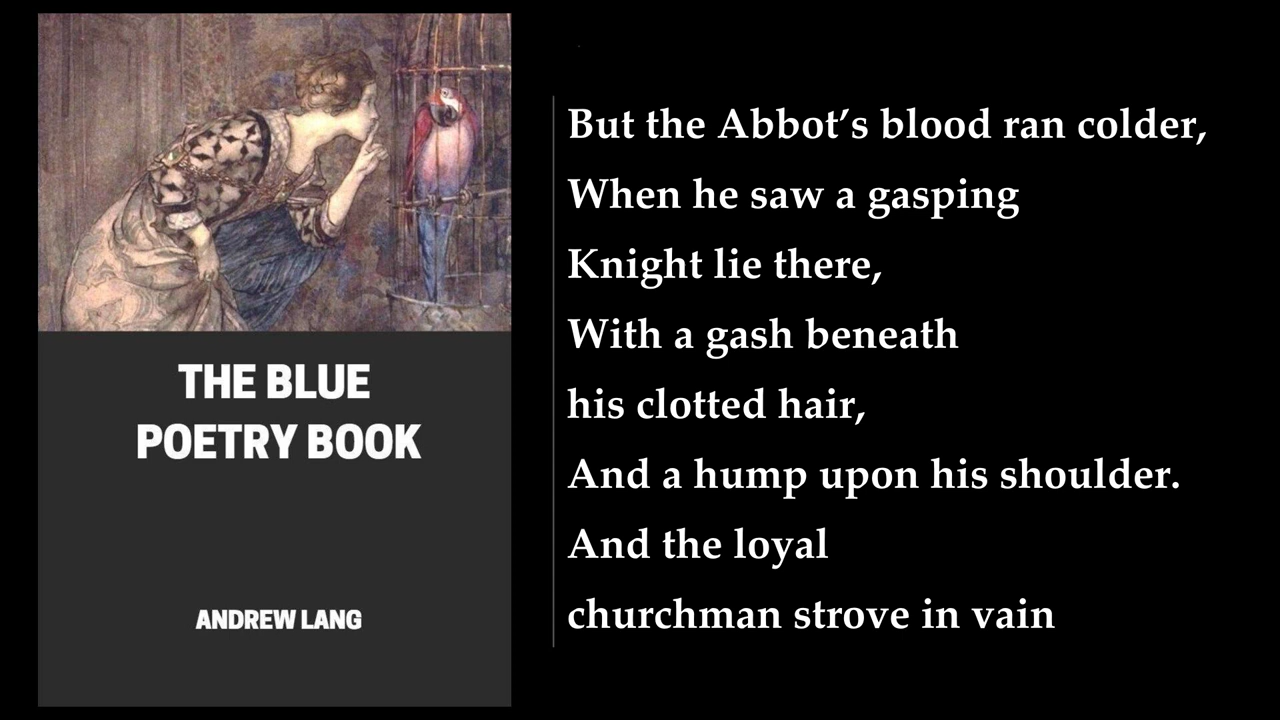 THE BLUE
POETRY BOOK
ANDREW LANG
But the Abbot’s blood ran colder,
When he saw a gasping
Knight lie there,
With a gash beneath
his clotted hair,
And a hump upon his shoulder.
And the loyal
churchman strove in vain